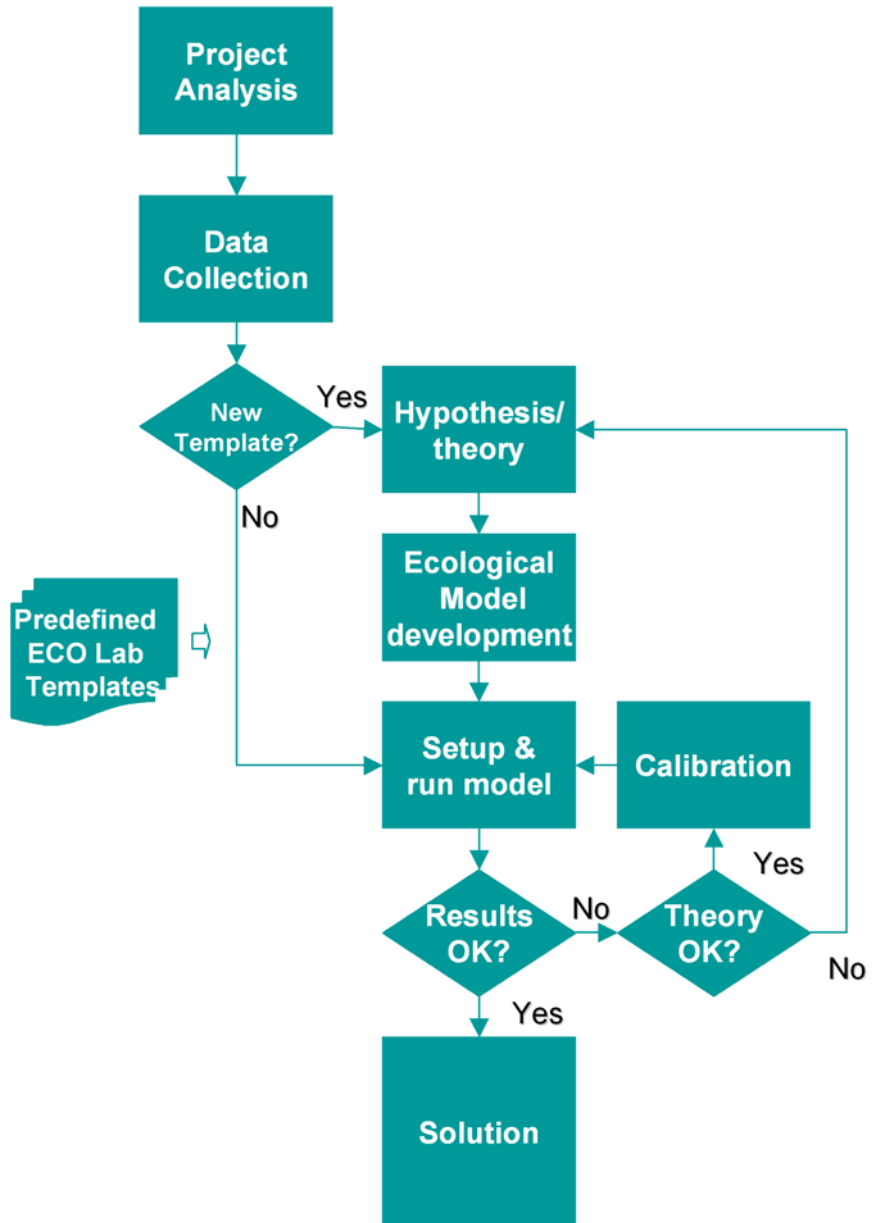 Project
Analysis
Data
Collection
New
Template?
Yes
Hypothesis/
theory
No
Ecological
Model
development
Predefined
ECO Lab
Templates
Setup &
run model
Calibration
Results
OK?
No
Theory
OK?
Yes
No
Yes
Solution